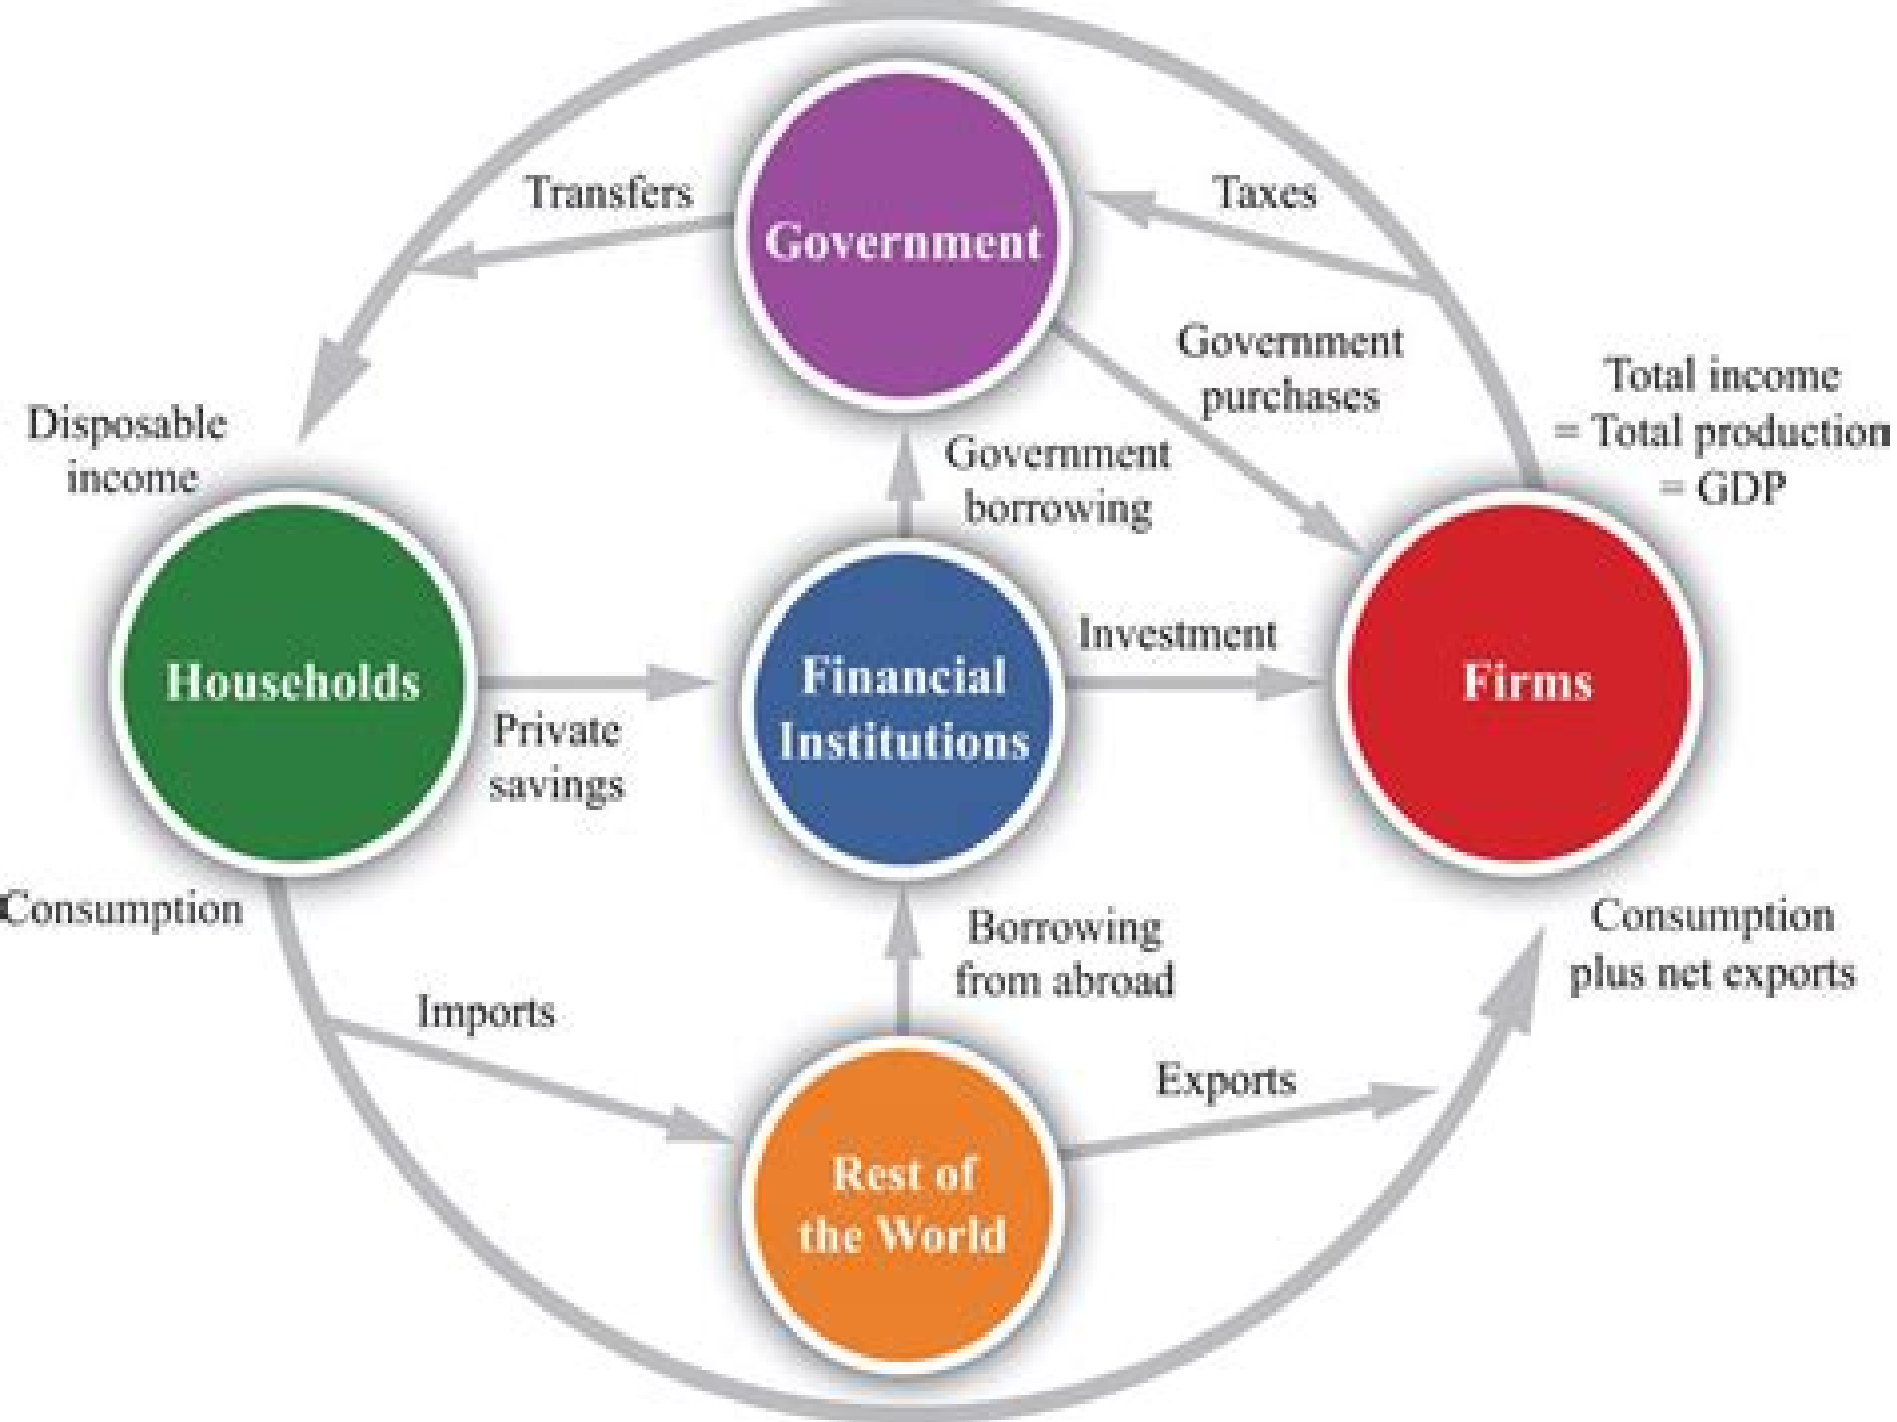 Transfers
Taxes
Government
Government
purchases
Total income
= Total production
= GDP
Disposable
income
Government
borrowing
Households
Financial
Institutions
Investment
Firms
Private
savings
Consumption
Borrowing
from abroad
Consumption
plus net exports
Imports
Exports
Rest of
the World